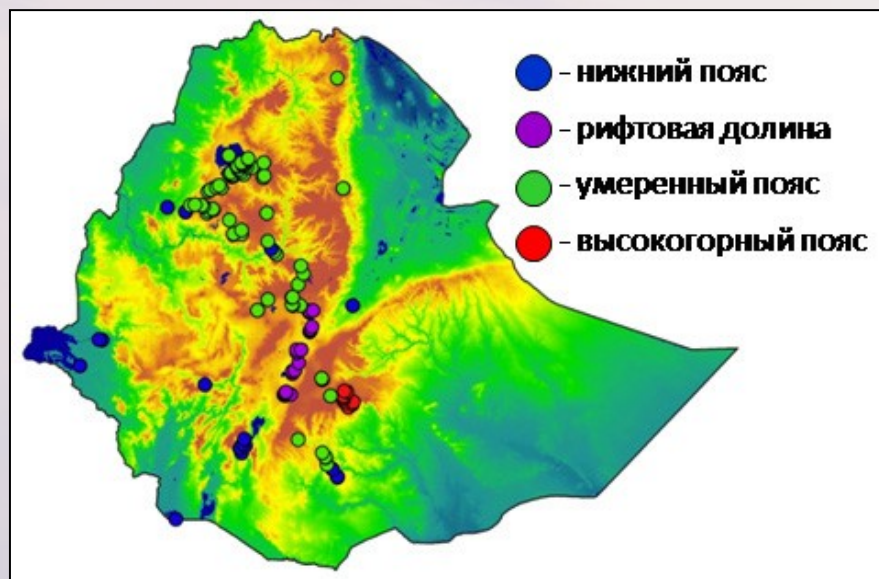 - нижний пояс
- рифтовая долина
- умеренный пояс
- высокогорный пояс